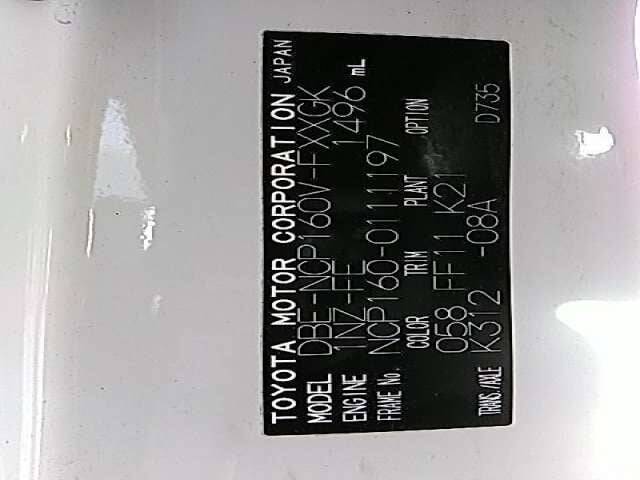 TOYOTA MOTOR CORPORATION JAPAN
MODEL DBE-NCP160V-FXXGK
ENGINE 1NZ-FE 1496 mL
FRAME No. NCP160-0111197
COLOR TRIM PLANT OPTION
058 FF11 K21
TRANS./AXLE K312 -08A D735